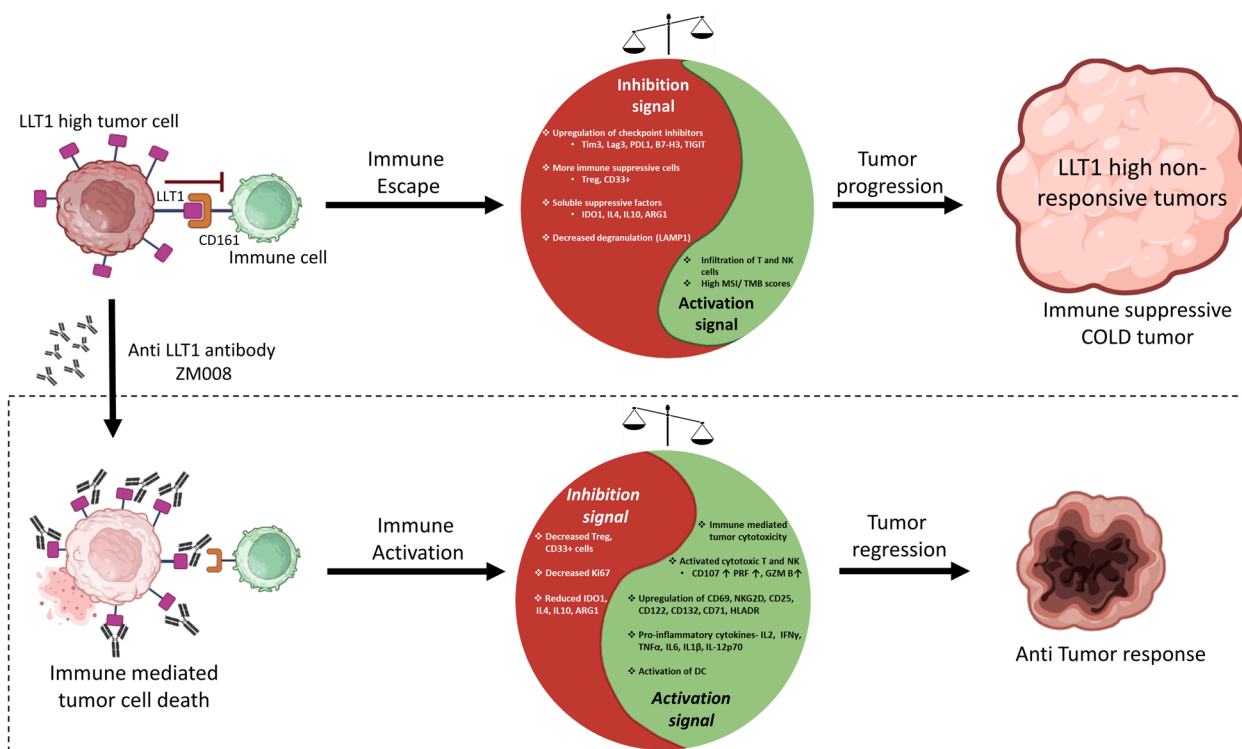 LLT1 high tumor cell
LLT1
CD161
Immune cell
Immune
Escape
Inhibition
signal
❖ Upregulation of checkpoint inhibitors
• Tim3, Lag3, PDL1, B7-H3, TIGIT
❖ More immune suppressive cells
• Treg, CD33+
❖ Soluble suppressive factors
• IDO1, IL4, IL10, ARG1
❖ Decreased degranulation (LAMP1)
❖ Infiltration of T and NK
cells
❖ High MSI/ TMB scores
Activation
signal
Tumor
progression
LLT1 high non-
responsive tumors
Immune suppressive
COLD tumor
Anti LLT1 antibody
ZM008
Immune mediated
tumor cell death
Immune
Activation
Inhibition
signal
❖ Decreased Treg,
CD33+ cells
❖ Decreased Ki67
❖ Reduced IDO1,
IL4, IL10, ARG1
❖ Immune mediated
tumor cytotoxicity
❖ Activated cytotoxic T and NK
• CD107 ↑ PRF ↑, GZM B↑
❖ Upregulation of CD69, NKG2D, CD25,
CD122, CD132, CD71, HLADR
❖ Pro-inflammatory cytokines- IL2, IFNγ,
TNFα, IL6, IL1β, IL-12p70
❖ Activation of DC
Activation
signal
Tumor
regression
Anti Tumor response